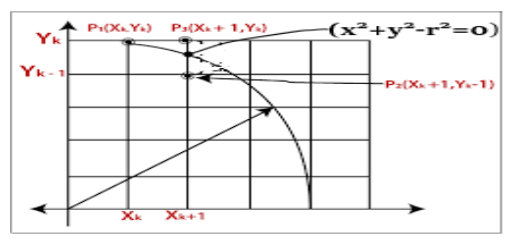 P₁(Xₖ,Yₖ) P₃(Xₖ+1,Yₖ) (x²+y²-r²=0)
Yₖ
Yₖ-1
P₂(Xₖ+1,Yₖ-1)
Xₖ Xₖ+1